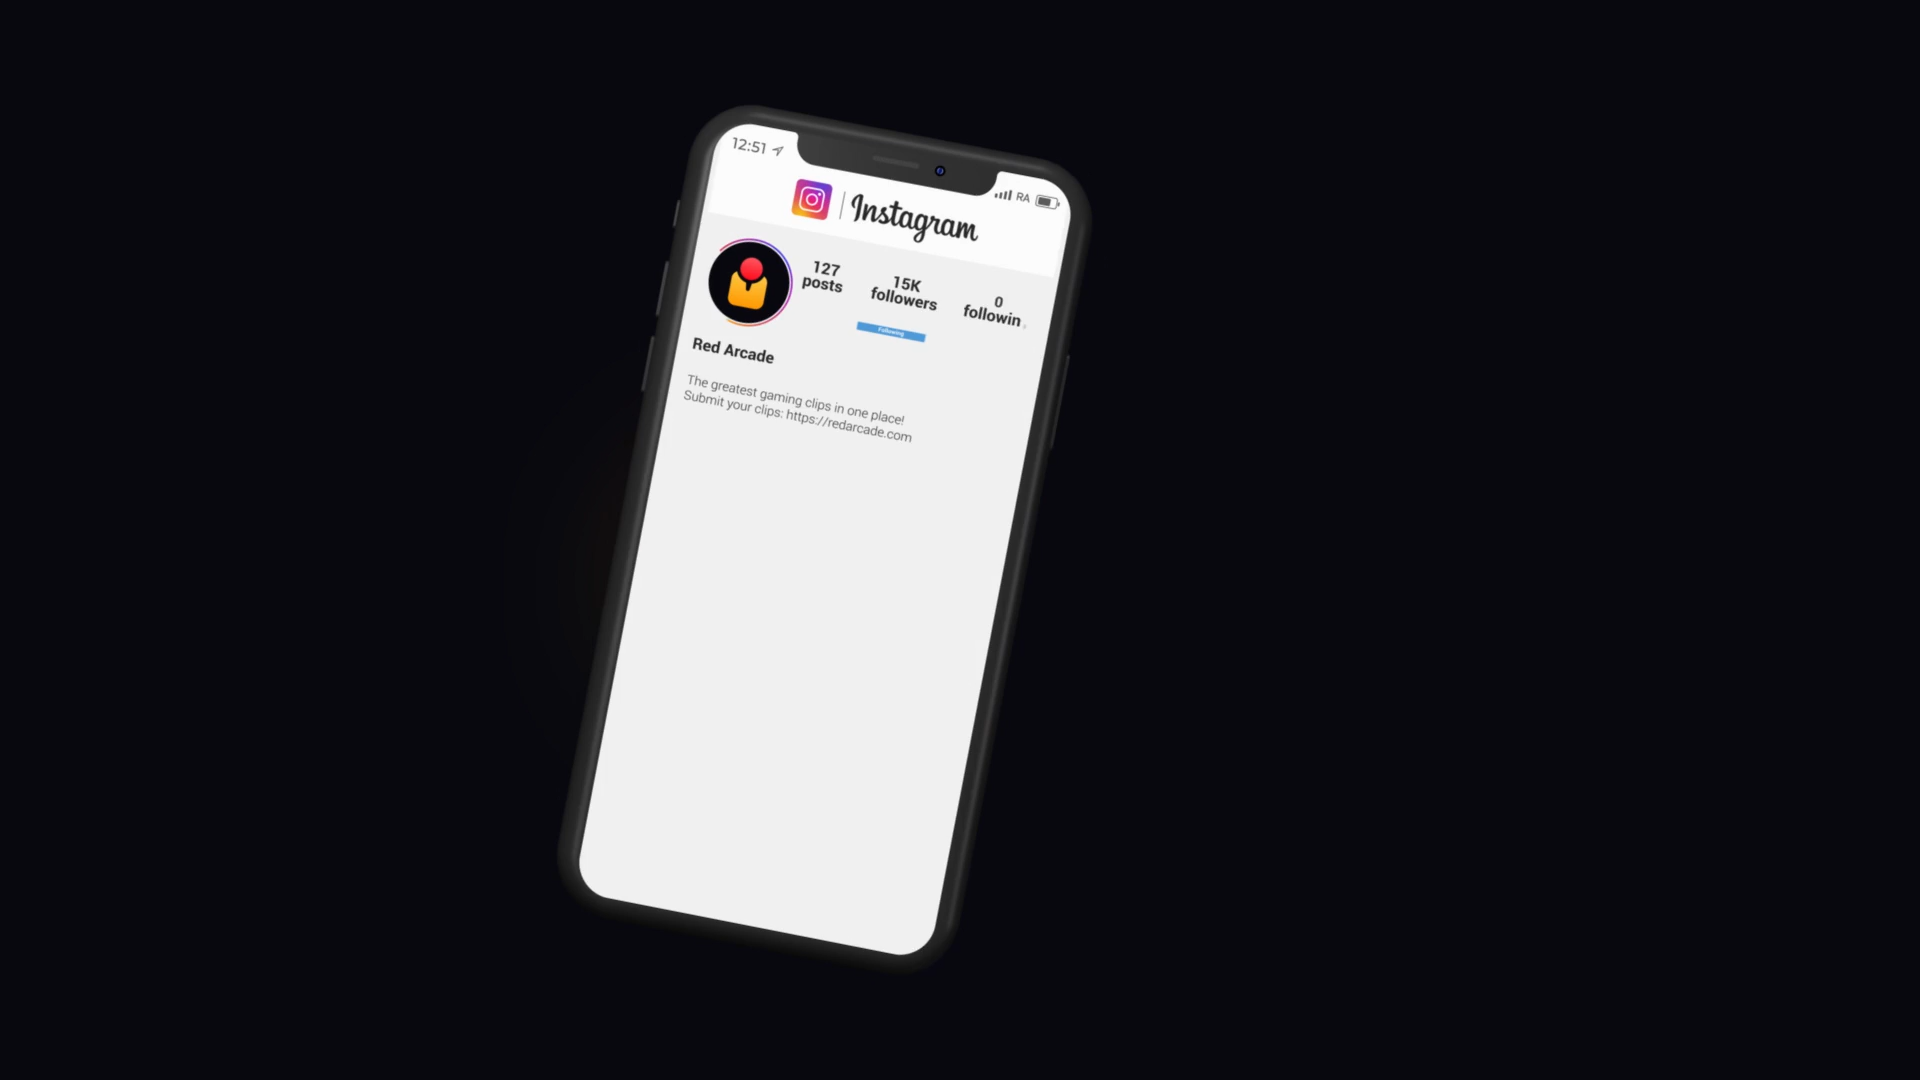 12:51
RA
Instagram
127
posts
15K
followers
0
followin
Following
Red Arcade
The greatest gaming clips in one place!
Submit your clips: https://redarcade.com